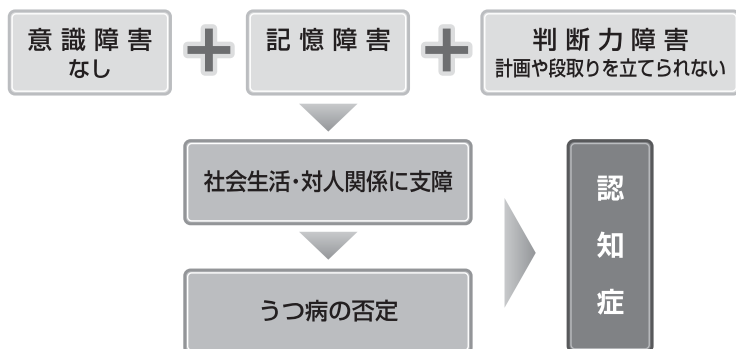 意識障害
なし
記憶障害
判断力障害
計画や段取りを立てられない
社会生活・対人関係に支障
うつ病の否定
認知症